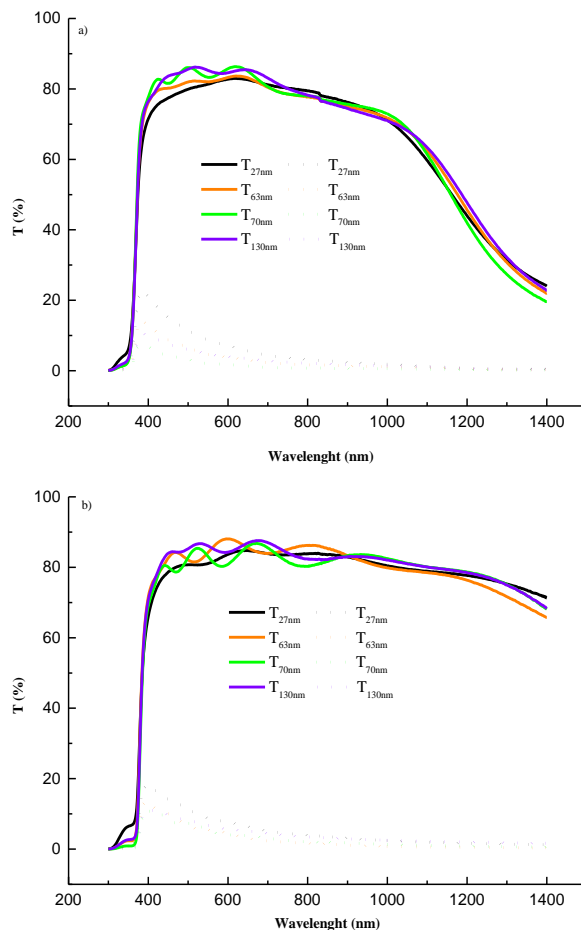 a)
100
80
60
40
20
0
T (%)
T27nm T27nm
T63nm T63nm
T70nm T70nm
T130nm T130nm
200 400 600 800 1000 1200 1400
Wavelenght (nm)
b)
100
80
60
40
20
0
T (%)
T27nm T27nm
T63nm T63nm
T70nm T70nm
T130nm T130nm
200 400 600 800 1000 1200 1400
Wavelenght (nm)